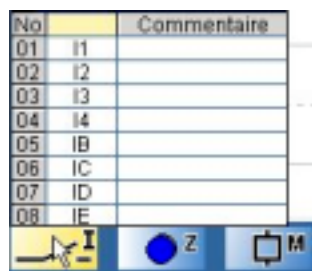 No Commentaire
01 I1
02 I2
03 I3
04 I4
05 IB
06 IC
07 ID
08 IE
I Z M